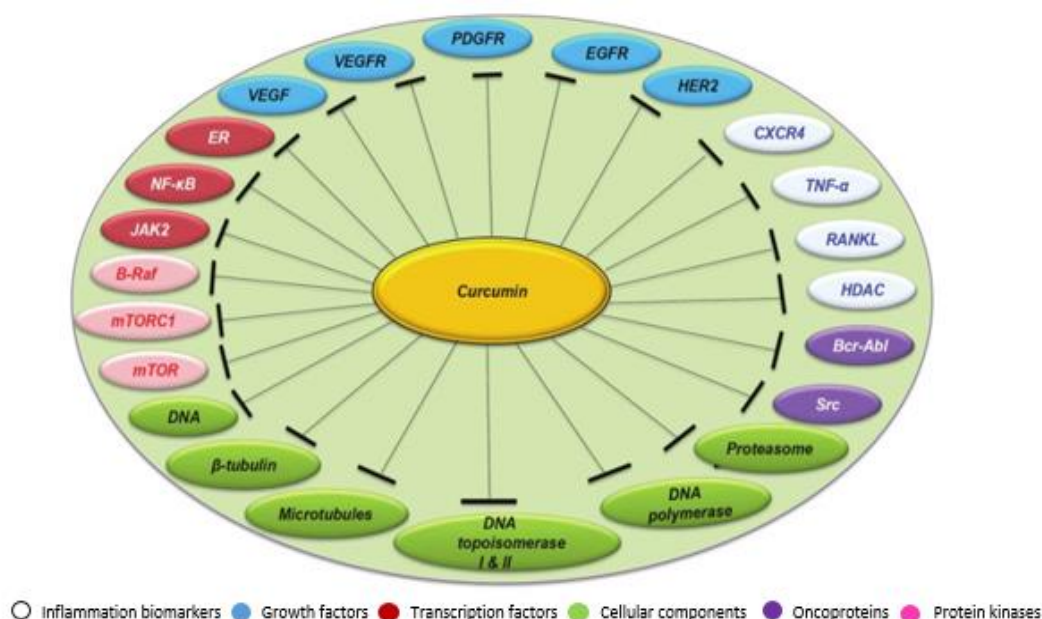 PDGFR
VEGFR
EGFR
VEGF
HER2
ER
CXCR4
NF-κB
TNF-α
JAK2
RANKL
B-Raf
HDAC
Curcumin
mTORC1
Bcr-Abl
mTOR
Src
DNA
Proteasome
β-tubulin
DNA
polymerase
Microtubules
DNA
topoisomerase
I & II
Inflammation biomarkers Growth factors Transcription factors Cellular components Oncoproteins Protein kinases